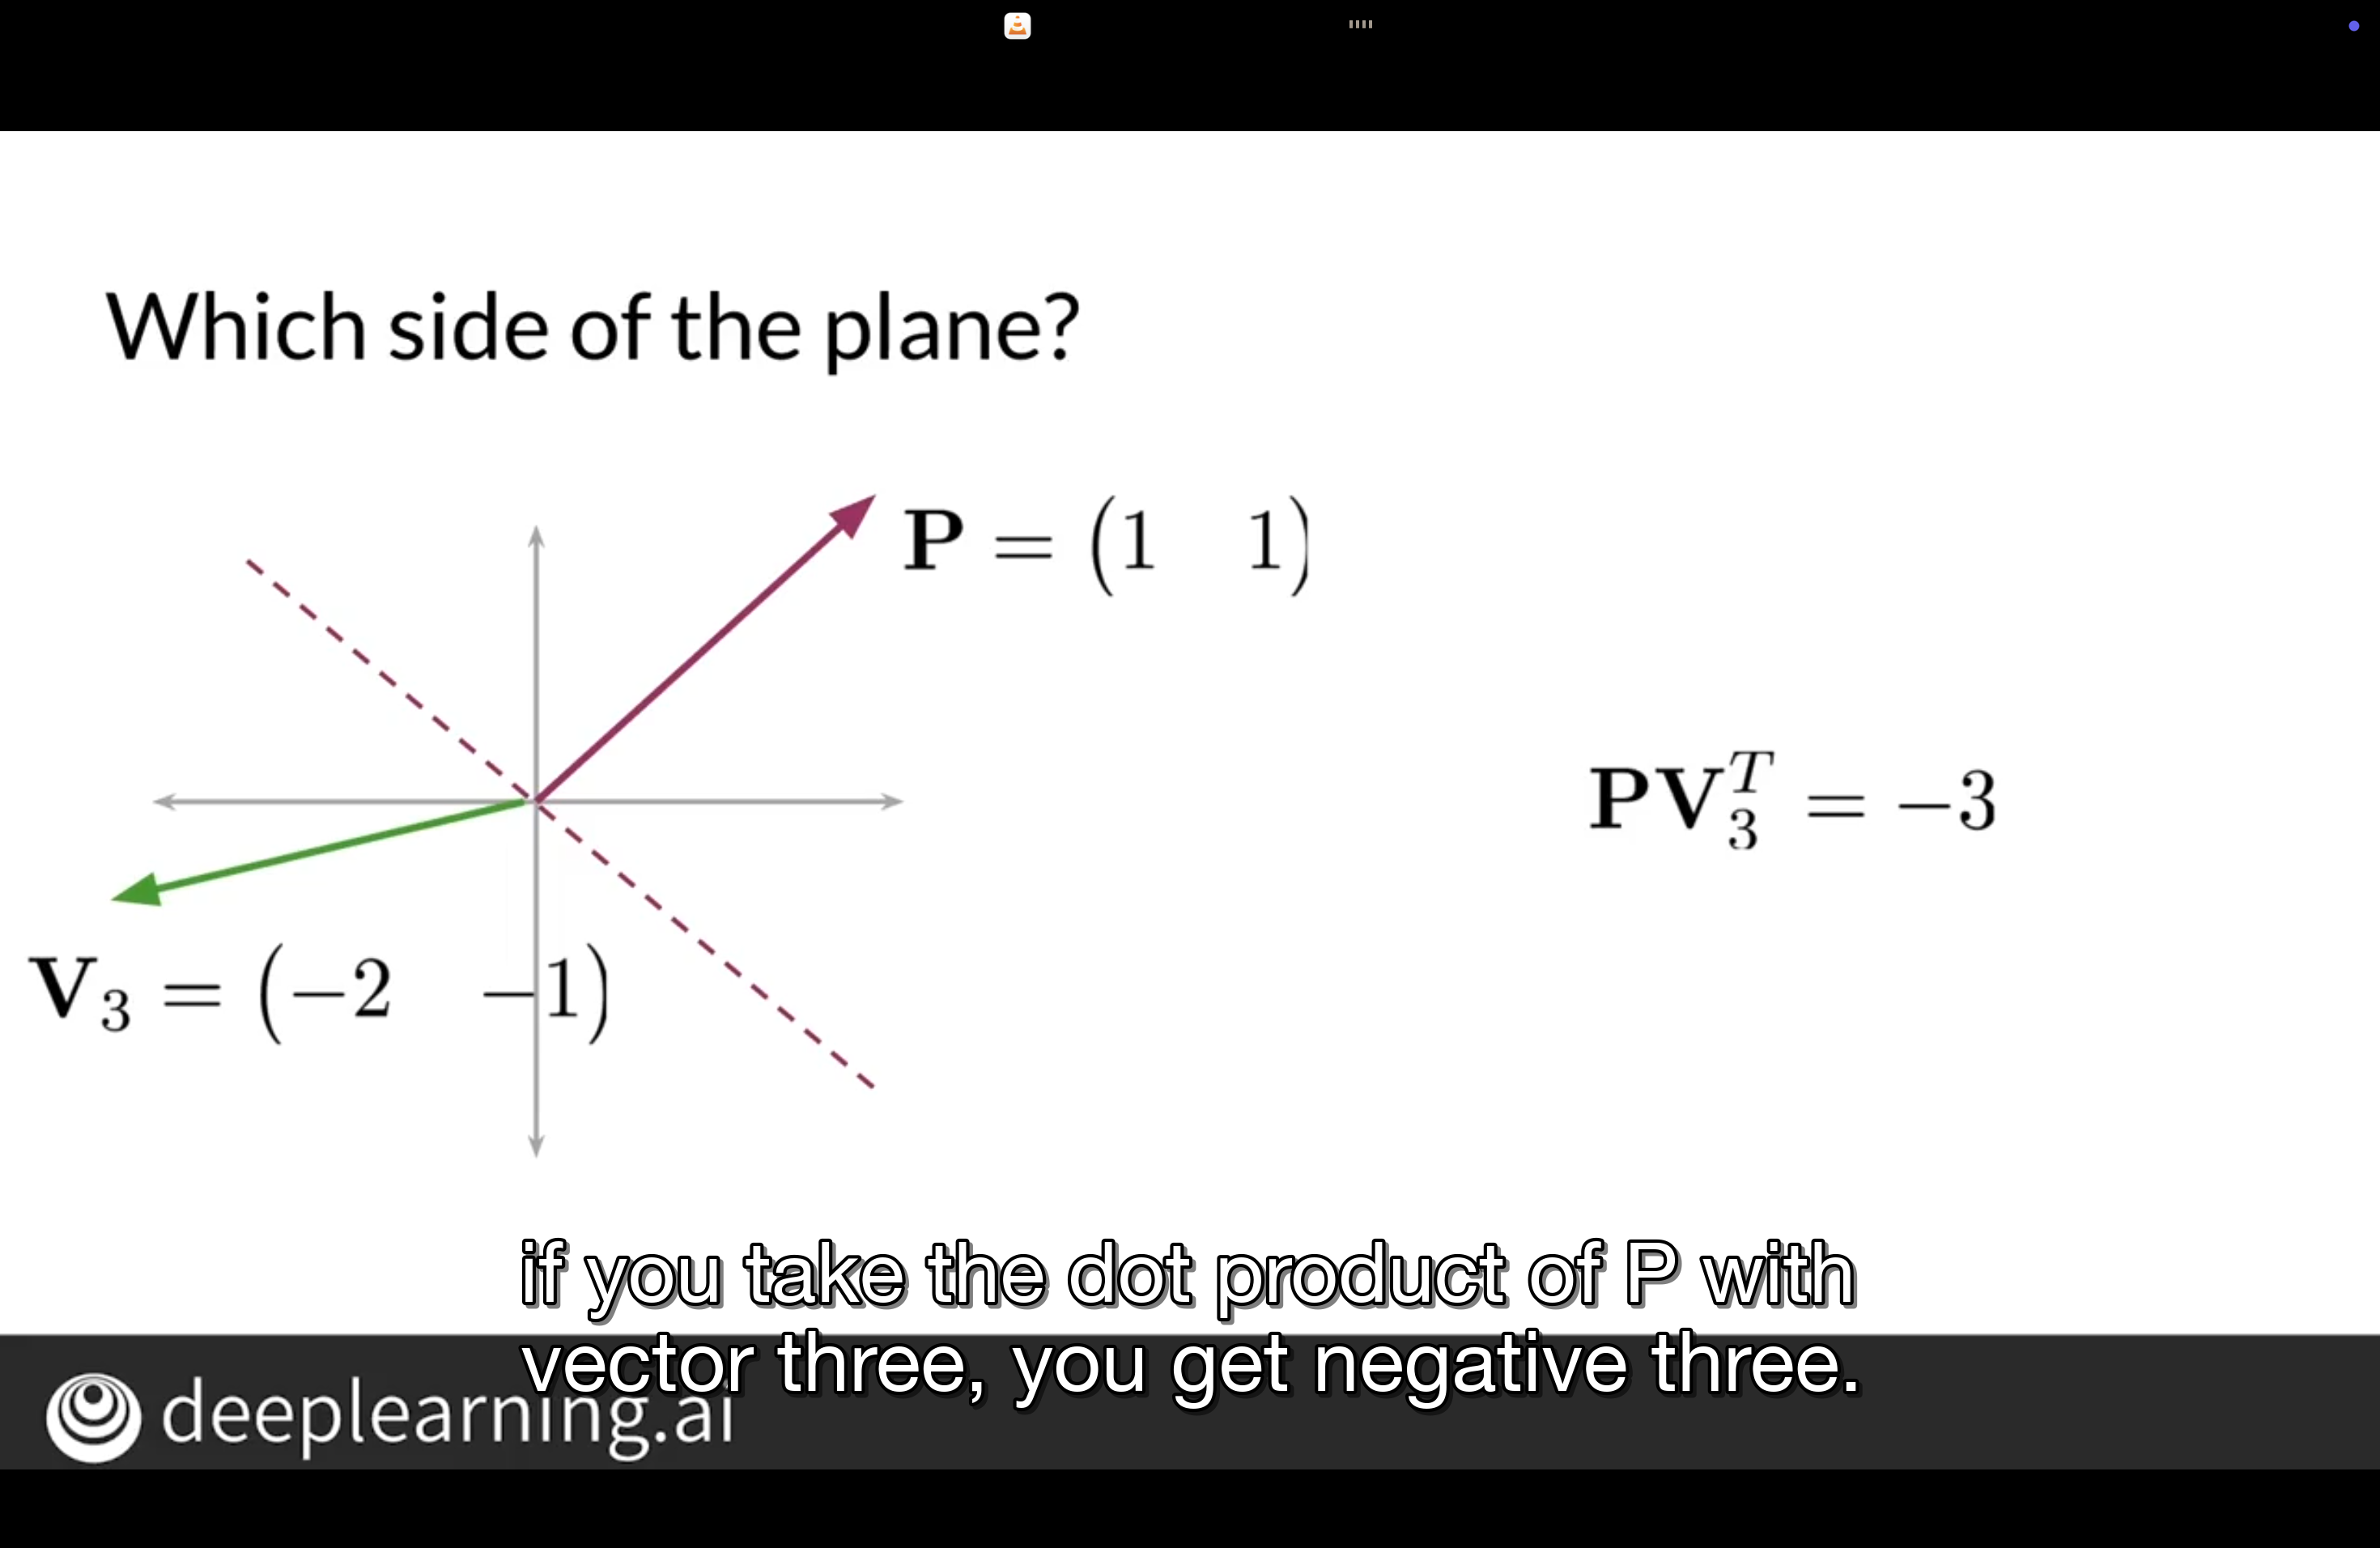 Which side of the plane?
P = (1 1)
PV₃ᵀ = −3
V₃ = (−2 −1)
if you take the dot product of P with
vector three, you get negative three.
deeplearning.ai